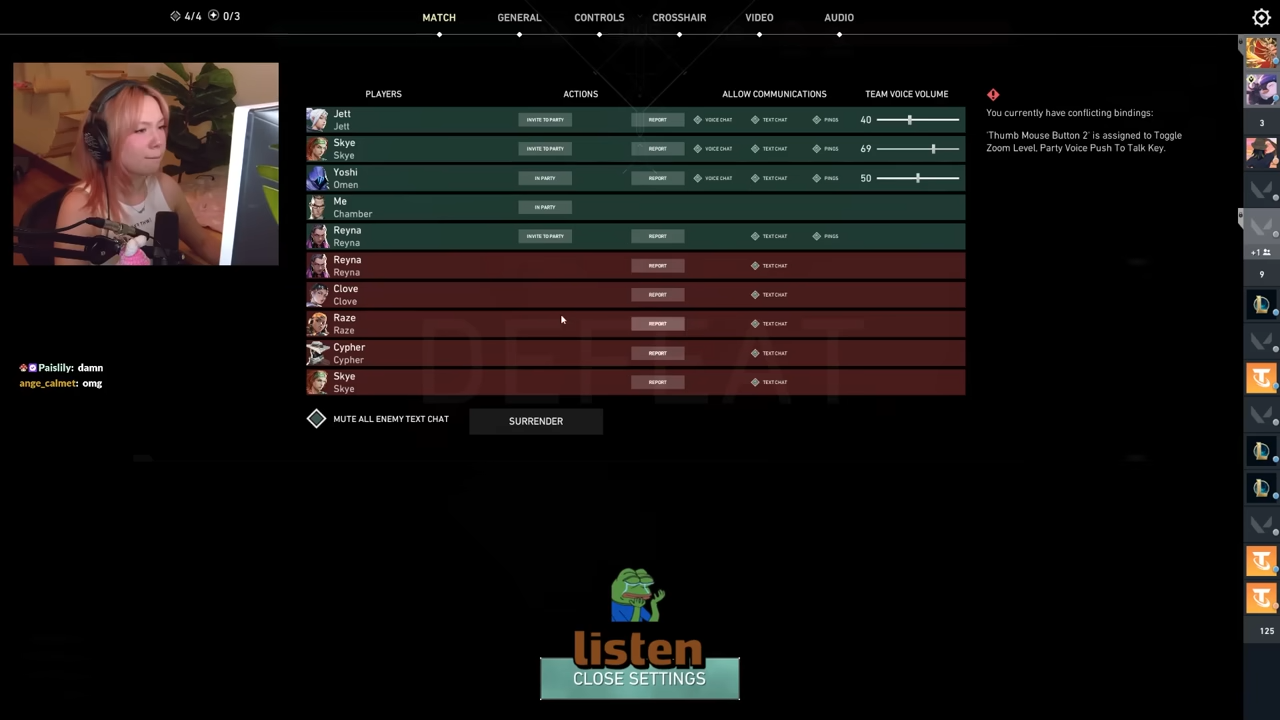 4/4 0/3
MATCH GENERAL CONTROLS CROSSHAIR VIDEO AUDIO
PLAYERS ACTIONS ALLOW COMMUNICATIONS TEAM VOICE VOLUME
Jett
Jett
INVITE TO PARTY REPORT VOICE CHAT TEXT CHAT PINGS 40
Skye
Skye
INVITE TO PARTY REPORT VOICE CHAT TEXT CHAT PINGS 69
Yoshi
Omen
IN PARTY REPORT VOICE CHAT TEXT CHAT PINGS 50
Me
Chamber
IN PARTY
Reyna
Reyna
INVITE TO PARTY REPORT TEXT CHAT PINGS
Reyna
Reyna
REPORT TEXT CHAT
Clove
Clove
REPORT TEXT CHAT
Raze
Raze
REPORT TEXT CHAT
Cypher
Cypher
REPORT TEXT CHAT
Skye
Skye
REPORT TEXT CHAT
DEFEAT
MUTE ALL ENEMY TEXT CHAT SURRENDER
You currently have conflicting bindings:
'Thumb Mouse Button 2' is assigned to Toggle
Zoom Level, Party Voice Push To Talk Key.
Paislily: damn
ange_calmet: omg
listen
CLOSE SETTINGS
3
+1
9
125